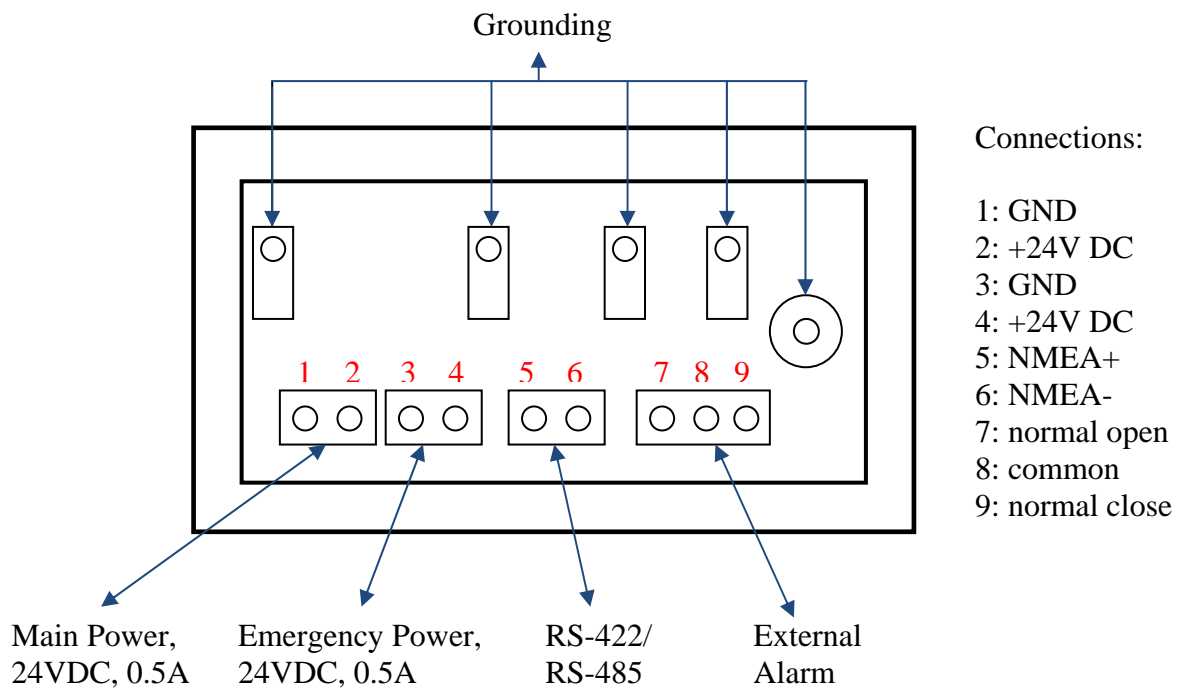 Grounding
Connections:
1: GND
2: +24V DC
3: GND
4: +24V DC
5: NMEA+
6: NMEA-
7: normal open
8: common
9: normal close
1 2 3 4 5 6 7 8 9
Main Power,
24VDC, 0.5A
Emergency Power,
24VDC, 0.5A
RS-422/
RS-485
External
Alarm